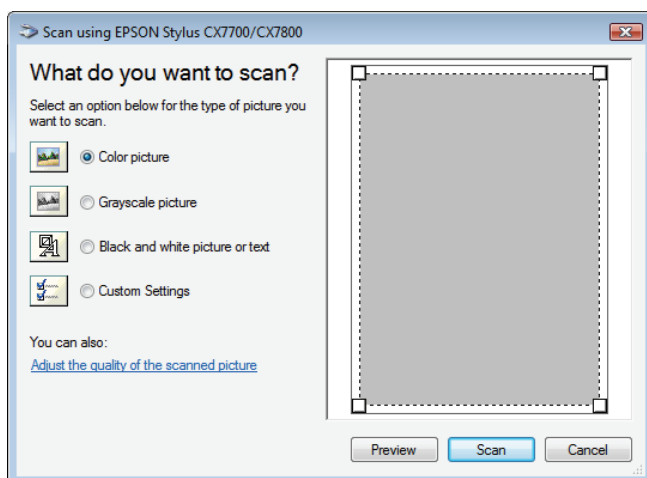 Scan using EPSON Stylus CX7700/CX7800
What do you want to scan?
Select an option below for the type of picture you
want to scan.
Color picture
Grayscale picture
Black and white picture or text
Custom Settings
You can also:
Adjust the quality of the scanned picture
Preview Scan Cancel